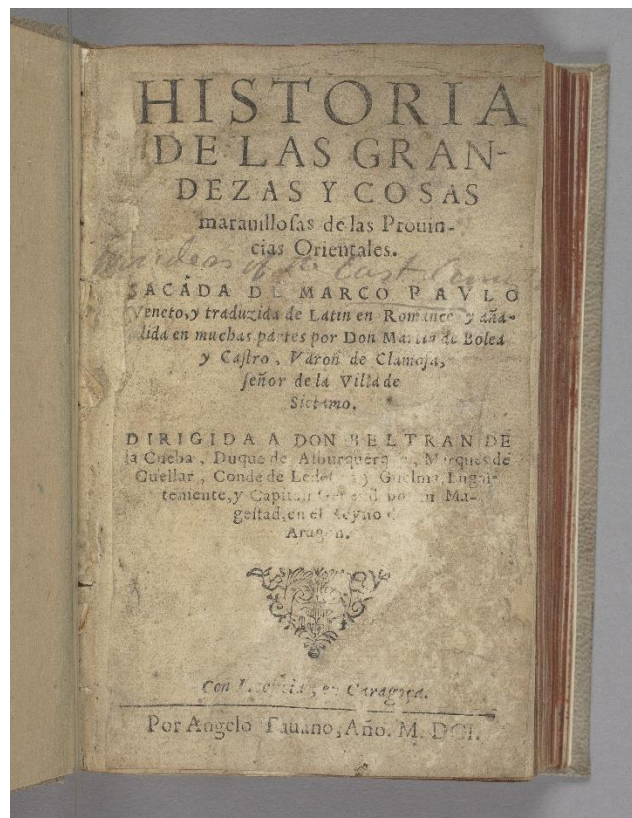 HISTORIA
DE LAS GRAN-
DEZAS Y COSAS
marauillosas de las Prouin-
cias Orientales.
SACADA DE MARCO PAVLO
Veneto, y traduzida de Latin en Romance, y aña-
dida en muchas partes por Don Martin de Bolea
y Castro, Varon de Clamosa,
señor de la Villa de
Sietamo.
DIRIGIDA A DON BELTRAN DE
la Cueba, Duque de Alburquerque, Marques de
Cuellar, Conde de Ledesma y Guelma, Lugar-
teniente, y Capitan General por su Ma-
gestad, en el Reyno
Aragon.
Con Licencia, en Caragoça.
Por Angelo Tauano, Año. M. DCI.